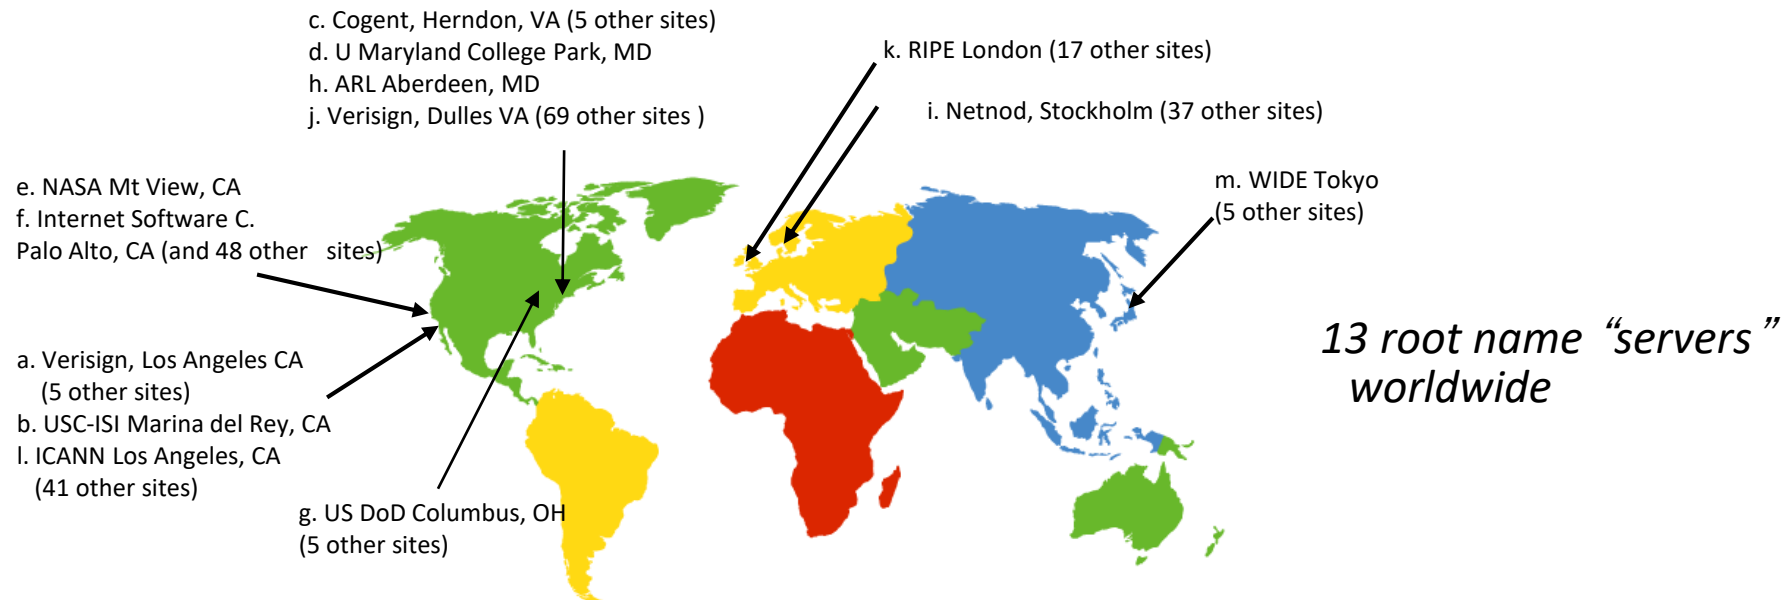 c. Cogent, Herndon, VA (5 other sites)
d. U Maryland College Park, MD
h. ARL Aberdeen, MD
j. Verisign, Dulles VA (69 other sites )
k. RIPE London (17 other sites)
i. Netnod, Stockholm (37 other sites)
e. NASA Mt View, CA
f. Internet Software C.
Palo Alto, CA (and 48 other sites)
m. WIDE Tokyo
(5 other sites)
a. Verisign, Los Angeles CA
(5 other sites)
b. USC-ISI Marina del Rey, CA
l. ICANN Los Angeles, CA
(41 other sites)
g. US DoD Columbus, OH
(5 other sites)
13 root name “servers”
worldwide